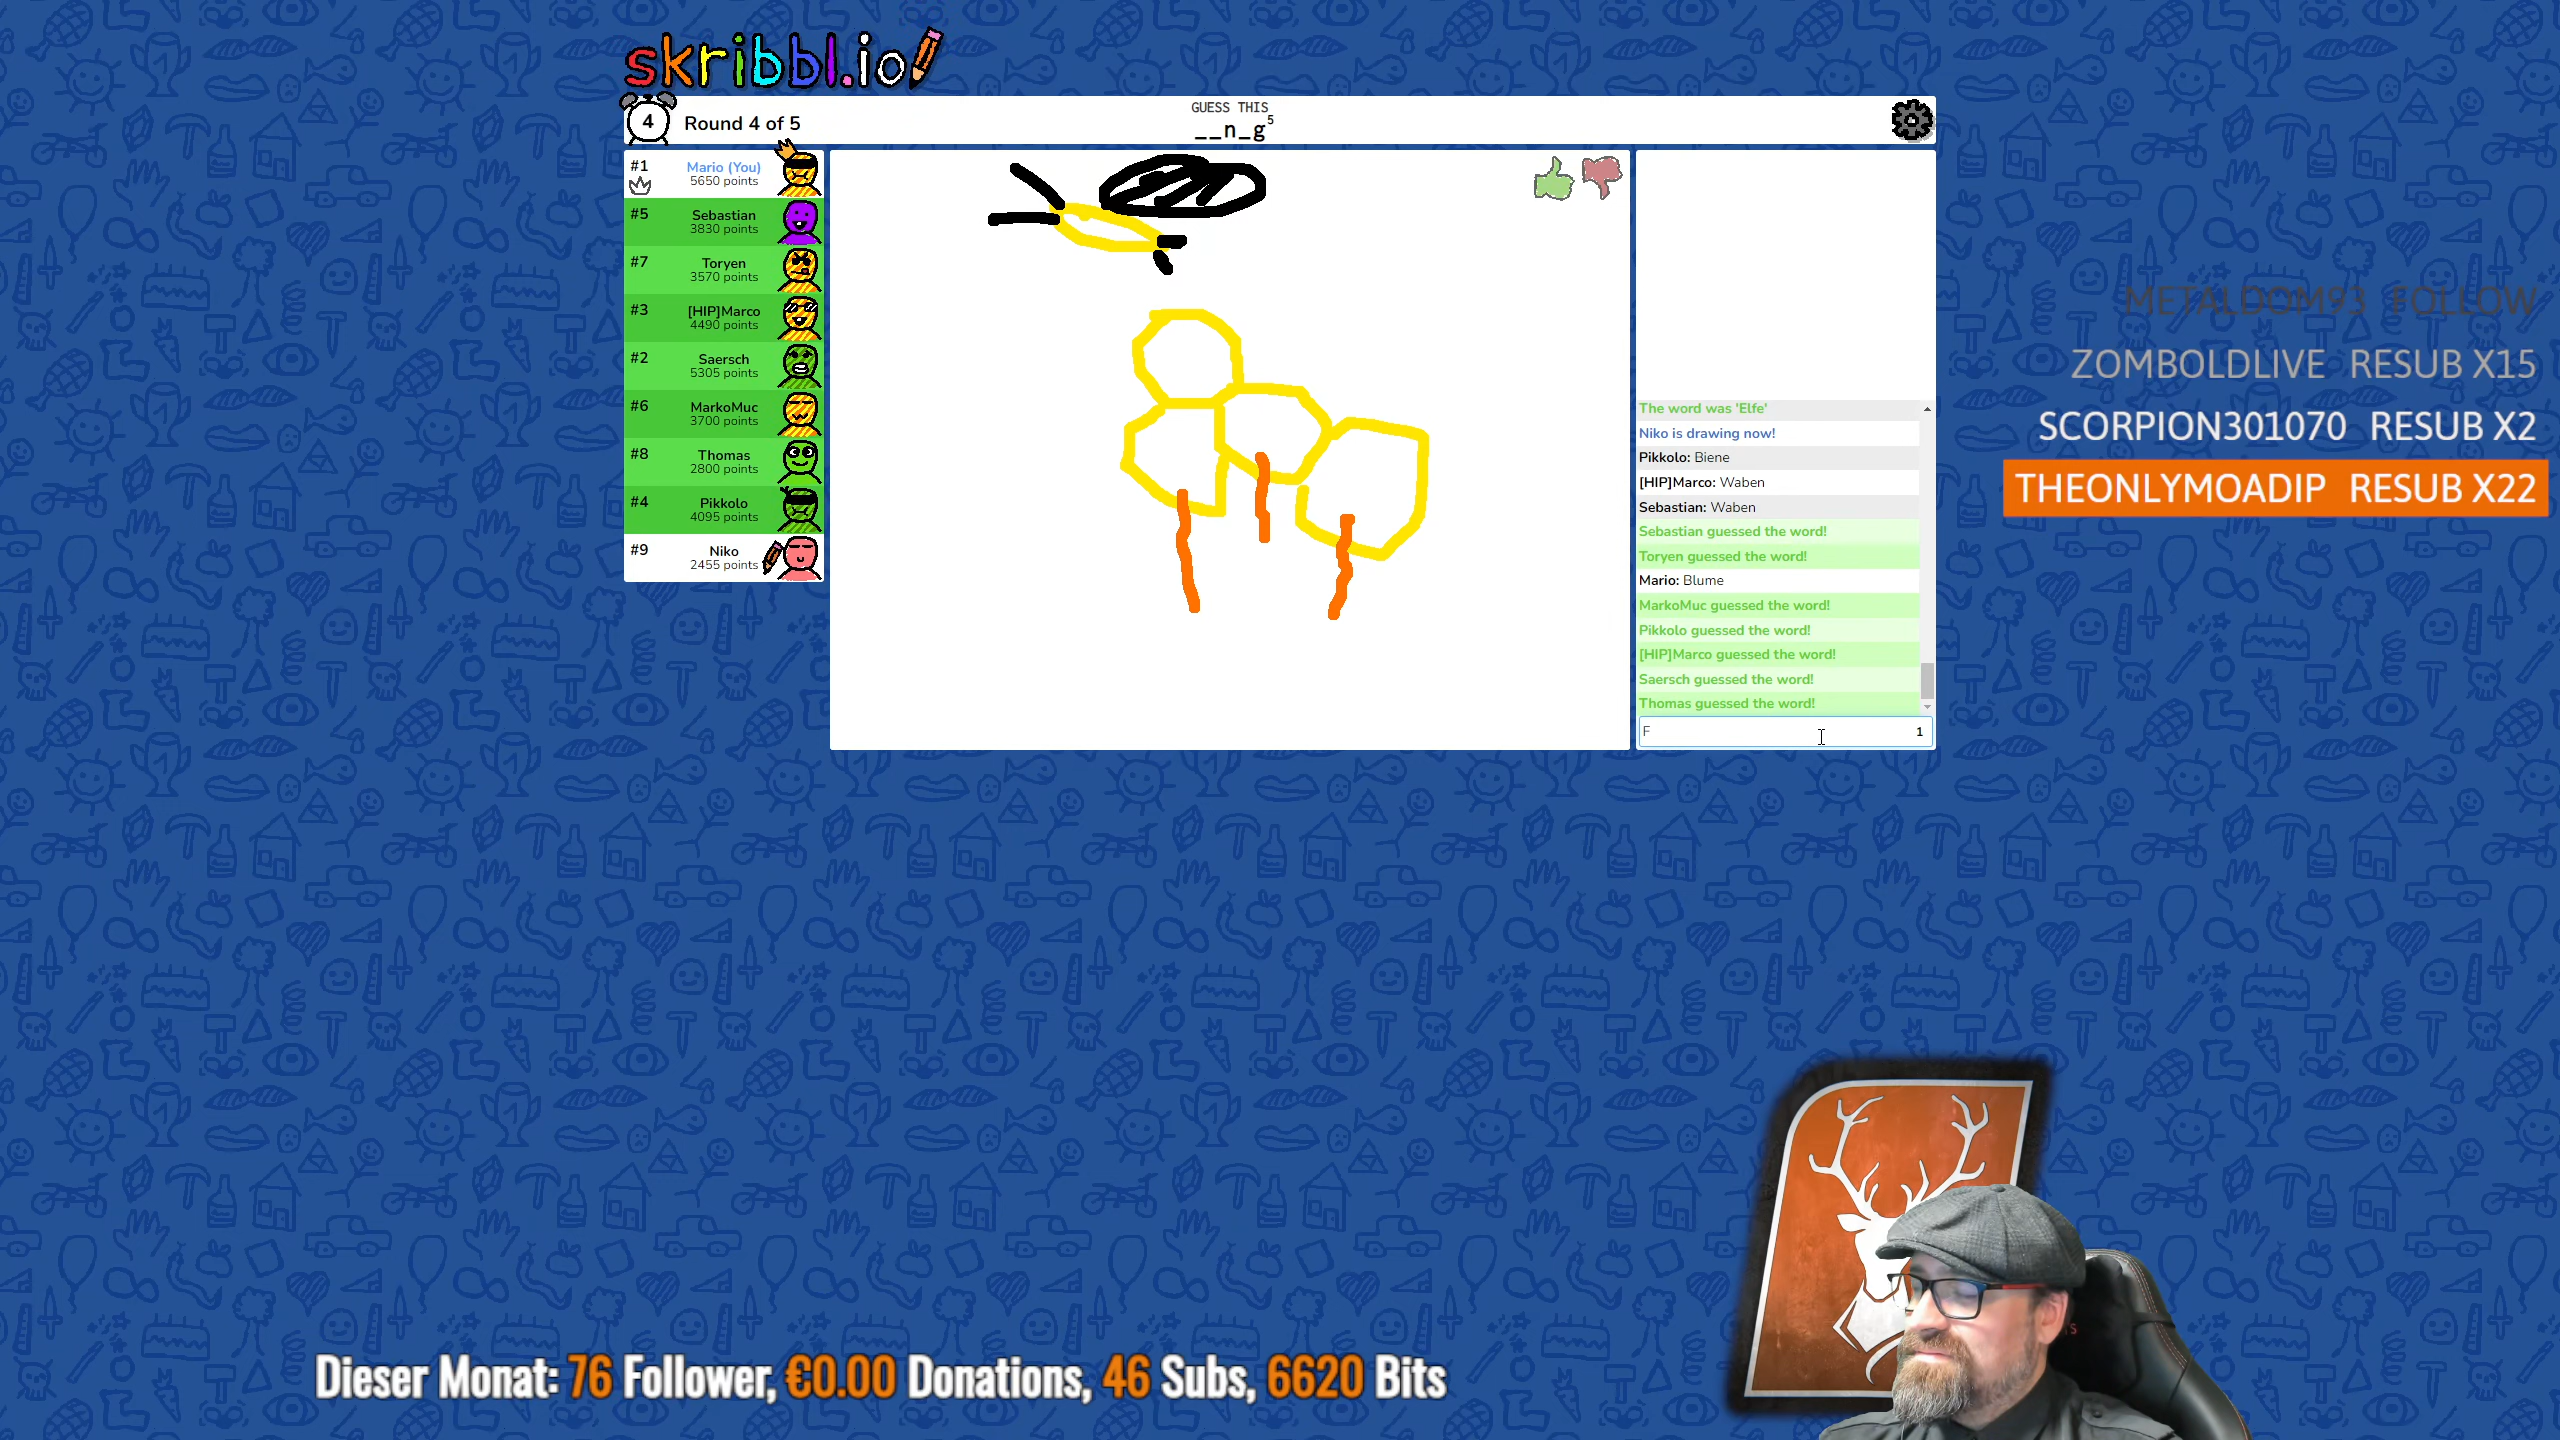 skribbl.io
4
Round 4 of 5
GUESS THIS
__n_g 5
#1
Mario (You)
5650 points
#5
Sebastian
3830 points
#7
Toryen
3570 points
#3
[HIP]Marco
4490 points
#2
Saersch
5305 points
#6
MarkoMuc
3700 points
#8
Thomas
2800 points
#4
Pikkolo
4095 points
#9
Niko
2455 points
The word was 'Elfe'
Niko is drawing now!
Pikkolo: Biene
[HIP]Marco: Waben
Sebastian: Waben
Sebastian guessed the word!
Toryen guessed the word!
Mario: Blume
MarkoMuc guessed the word!
Pikkolo guessed the word!
[HIP]Marco guessed the word!
Saersch guessed the word!
Thomas guessed the word!
F
1
METALDOM93 FOLLOW
ZOMBOLDLIVE RESUB X15
SCORPION301070 RESUB X2
THEONLYMOADIP RESUB X22
Dieser Monat: 76 Follower, €0.00 Donations, 46 Subs, 6620 Bits